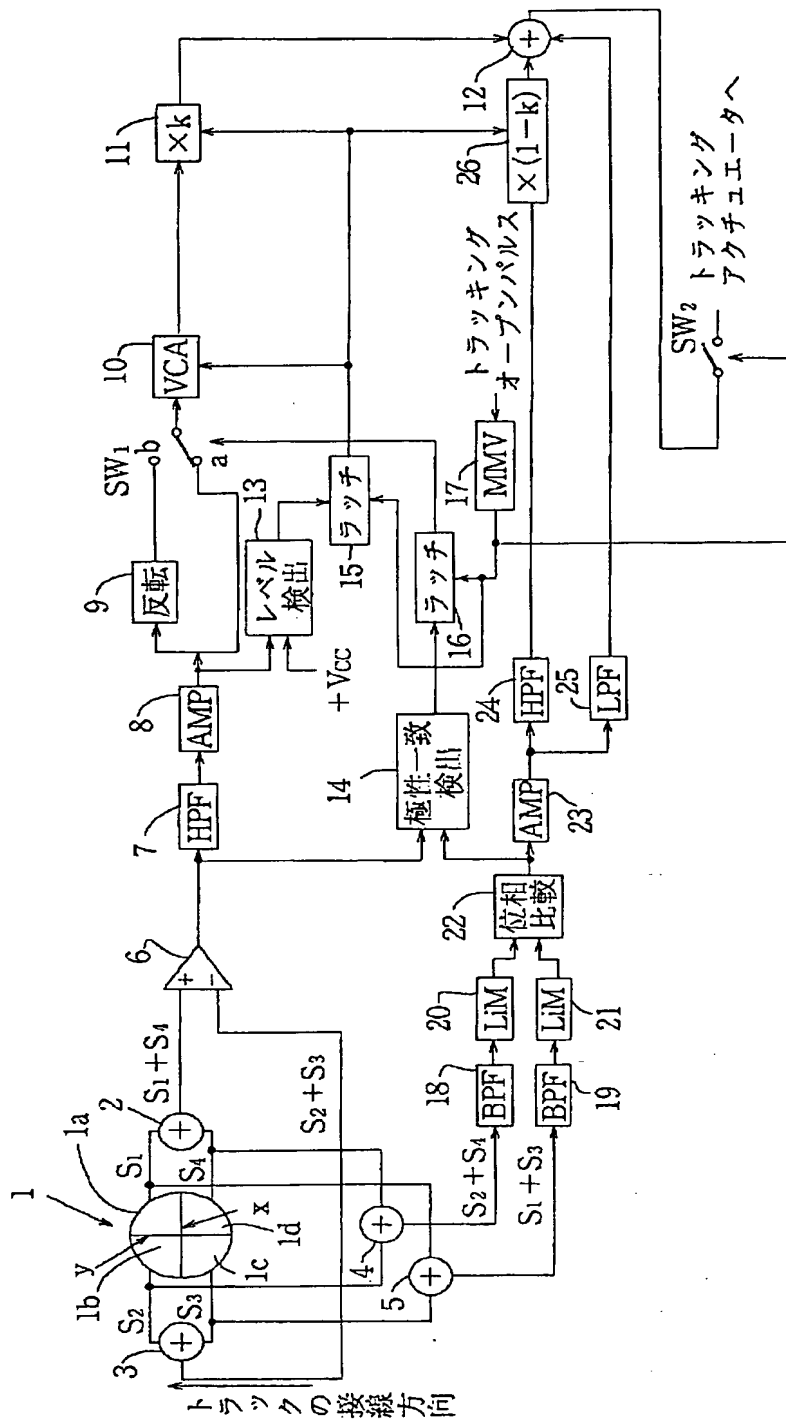 トラックの接線方向
1
1a
1b
1c
1d
x
y
S1
S2
S3
S4
2
3
4
5
S1+S4
S2+S3
S2+S4
S1+S3
+
-
6
7
HPF
8
AMP
9
反転
SW1
a
b
10
VCA
11
×k
12
13
レベル
検出
+VCC
14
極性一致
検出
15
ラッチ
16
ラッチ
17
MMV
トラッキング
オープンパルス
18
BPF
19
BPF
20
LiM
21
LiM
22
位相
比較
23
AMP
24
HPF
25
LPF
26
×(1-k)
SW2
トラッキング
アクチュエータへ